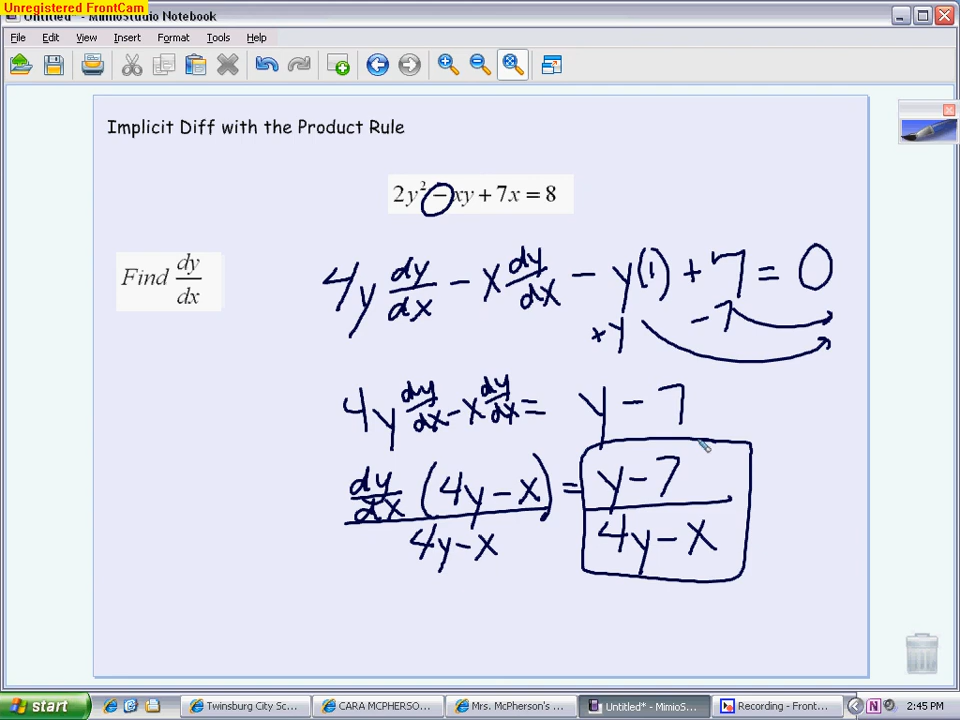 Unregistered FrontCam
Untitled* - MimioStudio Notebook
File Edit View Insert Format Tools Help
Implicit Diff with the Product Rule
2y² − xy + 7x = 8
Find dy/dx
4y dy/dx − x dy/dx − y(1) + 7 = 0
+y − 7
4y dy/dx − x dy/dx = y − 7
dy/dx (4y − x) / 4y − x = y − 7 / 4y − x
start
Twinsburg City Sc...
CARA MCPHERSO...
Mrs. McPherson's ...
Untitled* - MimioS...
Recording - Front...
2:45 PM